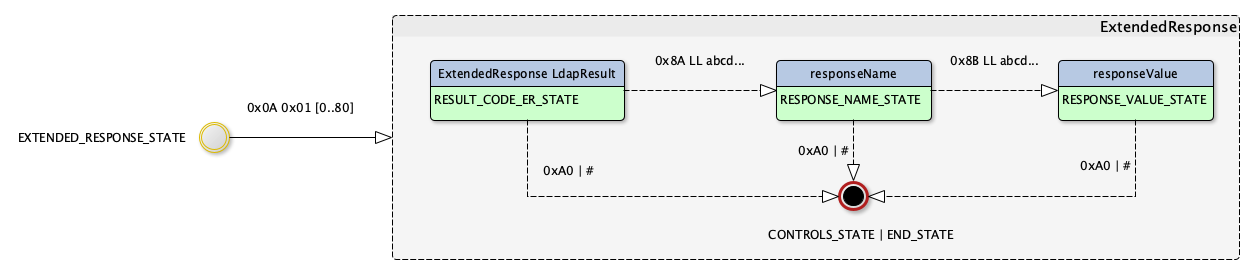 ExtendedResponse
0x8A LL abcd...
0x8B LL abcd...
ExtendedResponse LdapResult
responseName
responseValue
RESULT_CODE_ER_STATE
RESPONSE_NAME_STATE
RESPONSE_VALUE_STATE
0x0A 0x01 [0..80]
EXTENDED_RESPONSE_STATE
0xA0 | #
0xA0 | #
0xA0 | #
CONTROLS_STATE | END_STATE